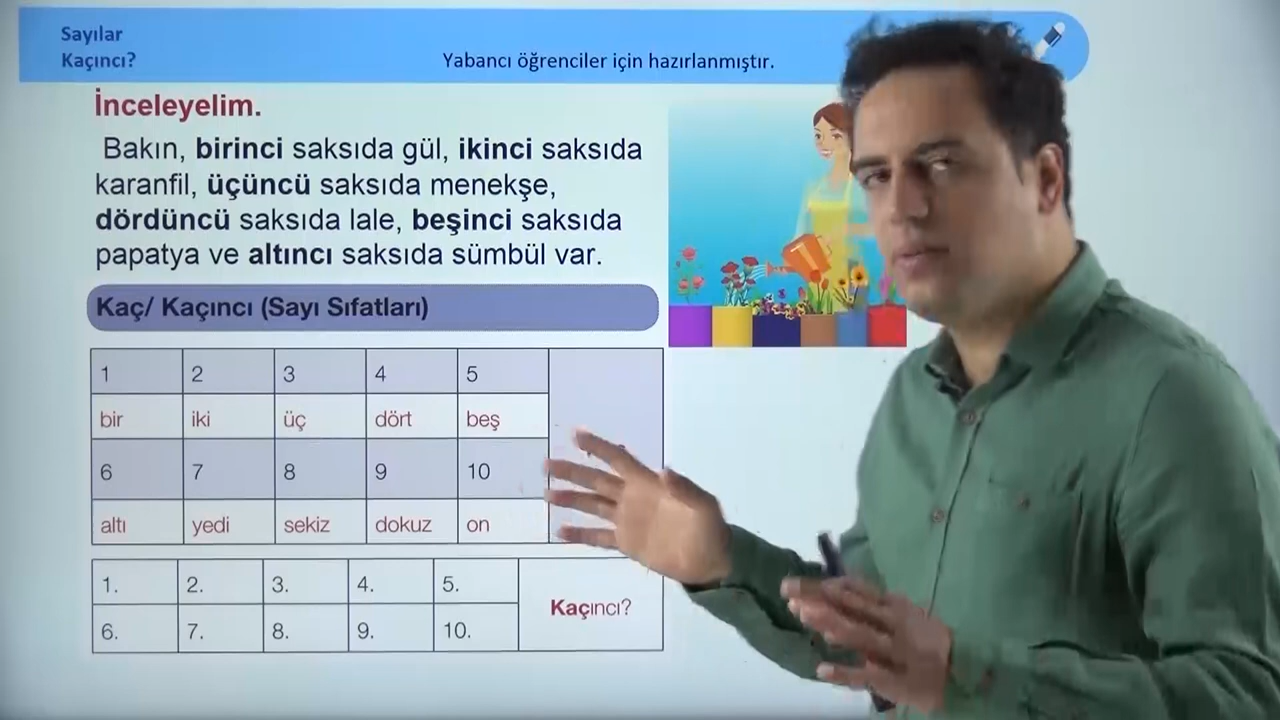 Sayılar
Kaçıncı?
Yabancı öğrenciler için hazırlanmıştır.
İnceleyelim.
Bakın, birinci saksıda gül, ikinci saksıda
karanfil, üçüncü saksıda menekşe,
dördüncü saksıda lale, beşinci saksıda
papatya ve altıncı saksıda sümbül var.
Kaç/ Kaçıncı (Sayı Sıfatları)
1 2 3 4 5
bir iki üç dört beş
6 7 8 9 10
altı yedi sekiz dokuz on
1. 2. 3. 4. 5.
Kaçıncı?
6. 7. 8. 9. 10.